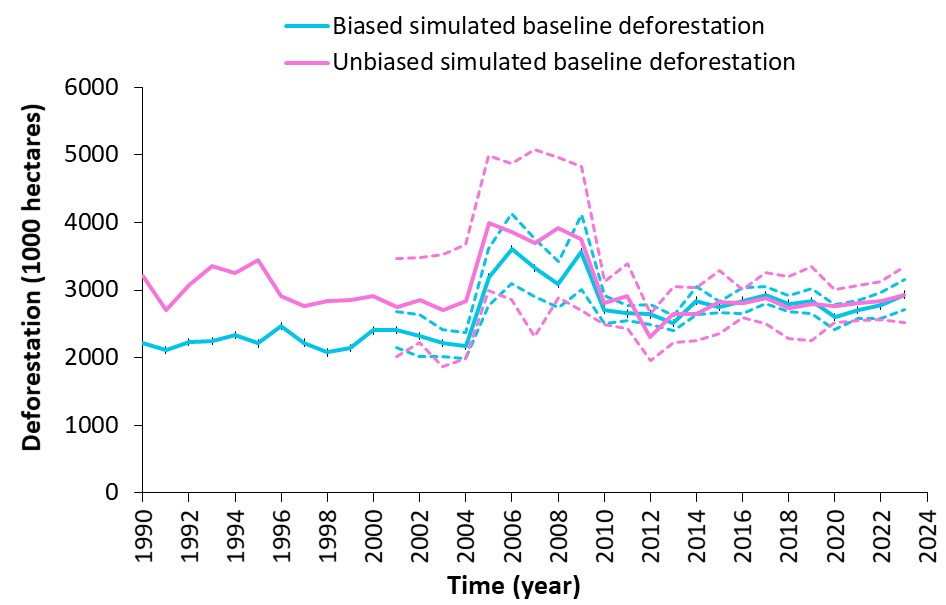 Biased simulated baseline deforestation
Unbiased simulated baseline deforestation
Deforestation (1000 hectares)
6000
5000
4000
3000
2000
1000
0
1990 1992 1994 1996 1998 2000 2002 2004 2006 2008 2010 2012 2014 2016 2018 2020 2022 2024
Time (year)